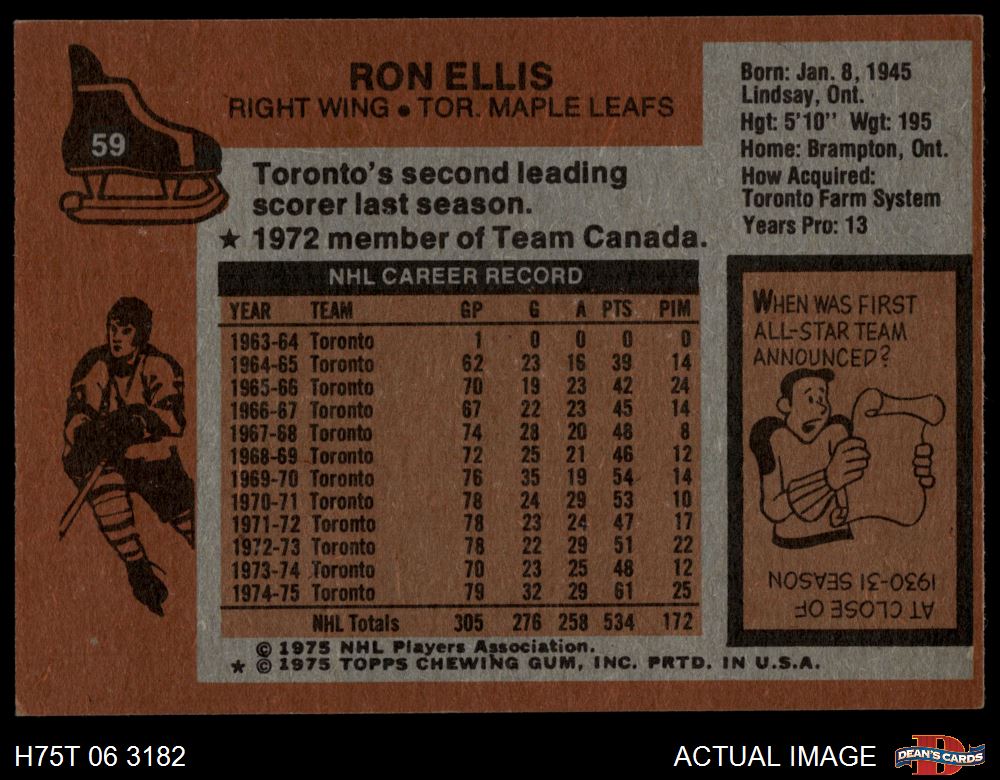 RON ELLIS
RIGHT WING ● TOR. MAPLE LEAFS
59
Toronto's second leading
scorer last season.
★ 1972 member of Team Canada.
Born: Jan. 8, 1945
Lindsay, Ont.
Hgt: 5'10" Wgt: 195
Home: Brampton, Ont.
How Acquired:
Toronto Farm System
Years Pro: 13
NHL CAREER RECORD
YEAR TEAM GP G A PTS PIM
1963-64 Toronto 1 0 0 0 0
1964-65 Toronto 62 23 16 39 14
1965-66 Toronto 70 19 23 42 24
1966-67 Toronto 67 22 23 45 14
1967-68 Toronto 74 28 20 48 8
1968-69 Toronto 72 25 21 46 12
1969-70 Toronto 76 35 19 54 14
1970-71 Toronto 78 24 29 53 10
1971-72 Toronto 78 23 24 47 17
1972-73 Toronto 78 22 29 51 22
1973-74 Toronto 70 23 25 48 12
1974-75 Toronto 79 32 29 61 25
NHL Totals 305 276 258 534 172
© 1975 NHL Players Association.
★ © 1975 TOPPS CHEWING GUM, INC. PRTD. IN U.S.A.
WHEN WAS FIRST
ALL-STAR TEAM
ANNOUNCED?
AT CLOSE OF
1930-31 SEASON
H75T 06 3182
ACTUAL IMAGE
D
DEAN'S CARDS